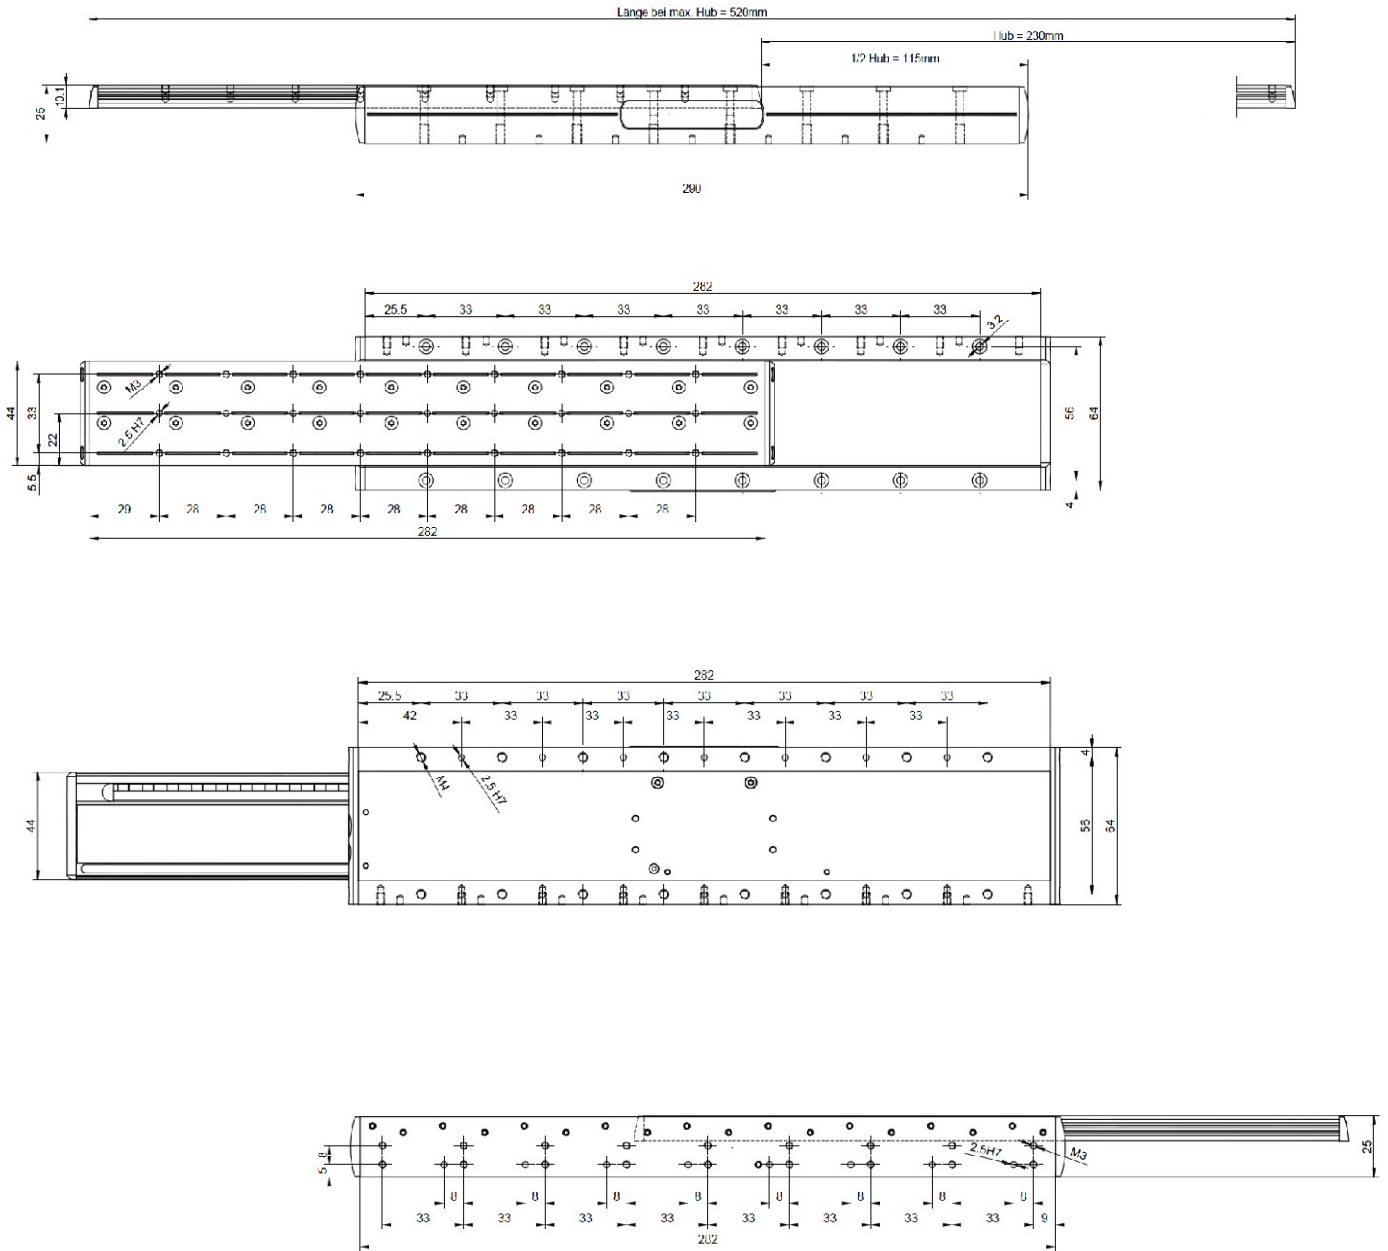 Länge bei max. Hub = 520mm
Hub = 230mm
1/2 Hub = 115mm
10.1
25
290
282
25.5 33 33 33 33 33 33 33
3.2
M3
2.5 H7
44 33 22 5.5
56 64 4
29 28 28 28 28 28 28 28 28
282
282
25.5 33 33 33 33 33 33 33
42 33 33 33 33 33 33
M4 2.5 H7
4
44
56 64
2.5H7 M3
8
5
25
8 8 8 8 8 8 8 8
33 33 33 33 33 33 33 33 9
282